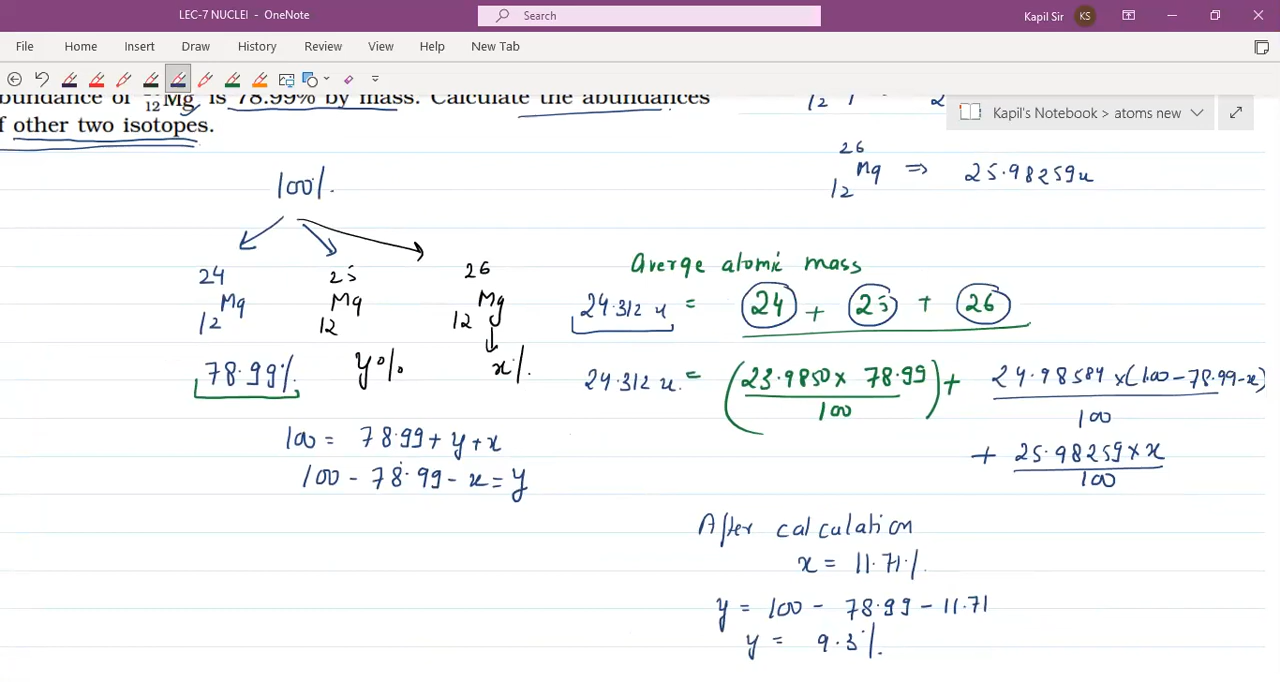 LEC-7 NUCLEI - OneNote
Search
Kapil Sir KS
File Home Insert Draw History Review View Help New Tab
12Mg is 78.99% by mass. Calculate the abundances
other two isotopes.
Kapil's Notebook > atoms new
26
Mg ⇒ 25.98259u
12
100%.
24 25 26
Mg Mg Mg
12 12 12
78.99% y% x%.
100 = 78.99 + y + x
100 - 78.99 - x = y
Averge atomic mass
24.312 u = 24 + 25 + 26
24.312 u. = (23.9850 x 78.99) + 24.98584 x (100 - 78.99 - x)
100 100
+ 25.98259 x x
100
After calculation
x = 11.71%.
y = 100 - 78.99 - 11.71
y = 9.3%.